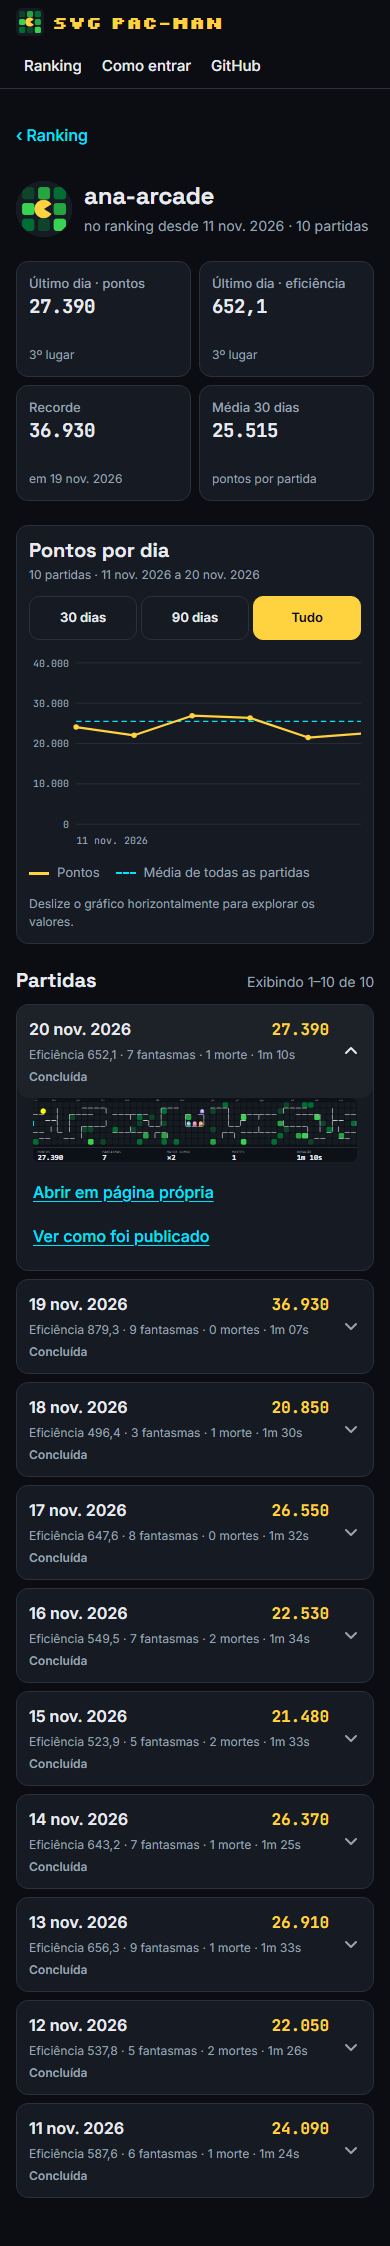 SVG PAC-MAN
Ranking Como entrar GitHub
‹ Ranking
ana-arcade
no ranking desde 11 nov. 2026 · 10 partidas
Último dia · pontos
27.390
3º lugar
Último dia · eficiência
652,1
3º lugar
Recorde
36.930
em 19 nov. 2026
Média 30 dias
25.515
pontos por partida
Pontos por dia
10 partidas · 11 nov. 2026 a 20 nov. 2026
30 dias 90 dias Tudo
40.000
30.000
20.000
10.000
0
11 nov. 2026
Pontos Média de todas as partidas
Deslize o gráfico horizontalmente para explorar os
valores.
Partidas Exibindo 1–10 de 10
20 nov. 2026 27.390
Eficiência 652,1 · 7 fantasmas · 1 morte · 1m 10s
Concluída
27.390 7 ×2 1 1m 10s
Abrir em página própria
Ver como foi publicado
19 nov. 2026 36.930
Eficiência 879,3 · 9 fantasmas · 0 mortes · 1m 07s
Concluída
18 nov. 2026 20.850
Eficiência 496,4 · 3 fantasmas · 1 morte · 1m 30s
Concluída
17 nov. 2026 26.550
Eficiência 647,6 · 8 fantasmas · 0 mortes · 1m 32s
Concluída
16 nov. 2026 22.530
Eficiência 549,5 · 7 fantasmas · 2 mortes · 1m 34s
Concluída
15 nov. 2026 21.480
Eficiência 523,9 · 5 fantasmas · 2 mortes · 1m 33s
Concluída
14 nov. 2026 26.370
Eficiência 643,2 · 7 fantasmas · 1 morte · 1m 25s
Concluída
13 nov. 2026 26.910
Eficiência 656,3 · 9 fantasmas · 1 morte · 1m 33s
Concluída
12 nov. 2026 22.050
Eficiência 537,8 · 5 fantasmas · 2 mortes · 1m 26s
Concluída
11 nov. 2026 24.090
Eficiência 587,6 · 6 fantasmas · 1 morte · 1m 24s
Concluída